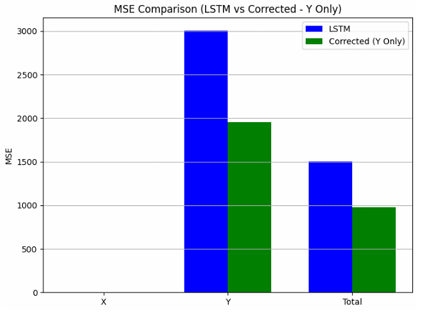 MSE Comparison (LSTM vs Corrected - Y Only)
LSTM
Corrected (Y Only)
MSE
3000
2500
2000
1500
1000
500
0
X Y Total